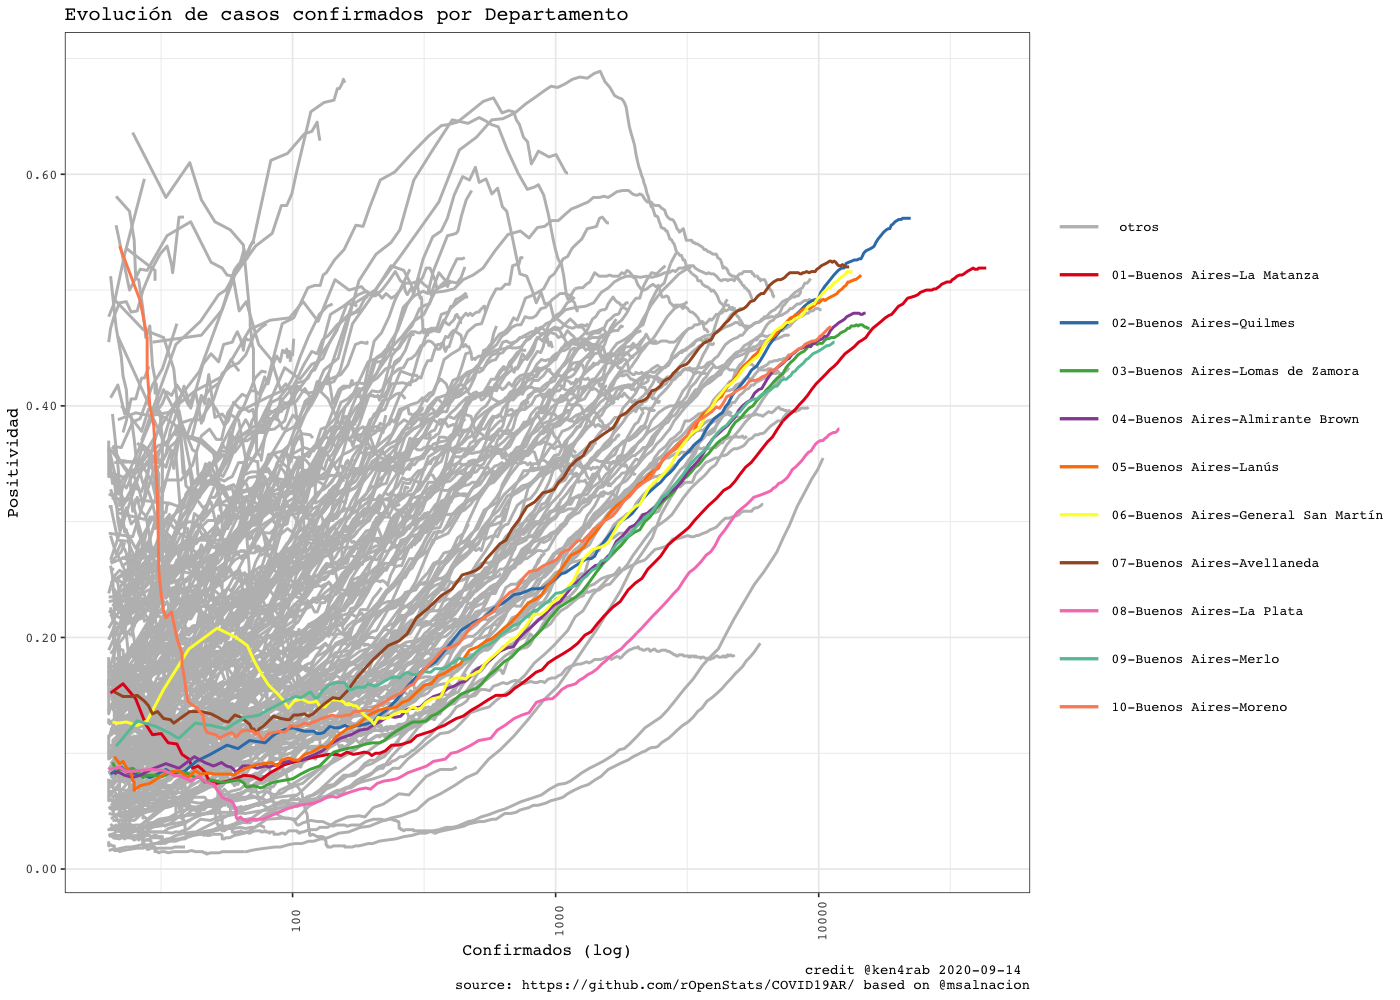 Evolución de casos confirmados por Departamento
Positividad
0.60
0.40
0.20
0.00
100
1000
10000
Confirmados (log)
otros
01-Buenos Aires-La Matanza
02-Buenos Aires-Quilmes
03-Buenos Aires-Lomas de Zamora
04-Buenos Aires-Almirante Brown
05-Buenos Aires-Lanús
06-Buenos Aires-General San Martín
07-Buenos Aires-Avellaneda
08-Buenos Aires-La Plata
09-Buenos Aires-Merlo
10-Buenos Aires-Moreno
credit @ken4rab 2020-09-14
source: https://github.com/rOpenStats/COVID19AR/ based on @msalnacion